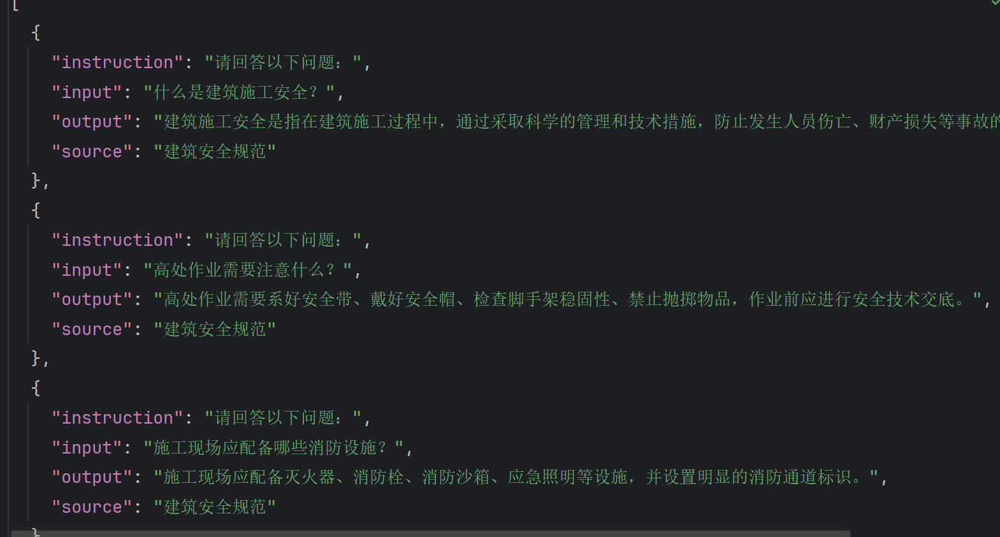 [
{
"instruction": "请回答以下问题：",
"input": "什么是建筑施工安全？",
"output": "建筑施工安全是指在建筑施工过程中，通过采取科学的管理和技术措施，防止发生人员伤亡、财产损失等事故的
"source": "建筑安全规范"
},
{
"instruction": "请回答以下问题：",
"input": "高处作业需要注意什么？",
"output": "高处作业需要系好安全带、戴好安全帽、检查脚手架稳固性、禁止抛掷物品，作业前应进行安全技术交底。",
"source": "建筑安全规范"
},
{
"instruction": "请回答以下问题：",
"input": "施工现场应配备哪些消防设施？",
"output": "施工现场应配备灭火器、消防栓、消防沙箱、应急照明等设施，并设置明显的消防通道标识。",
"source": "建筑安全规范"
}